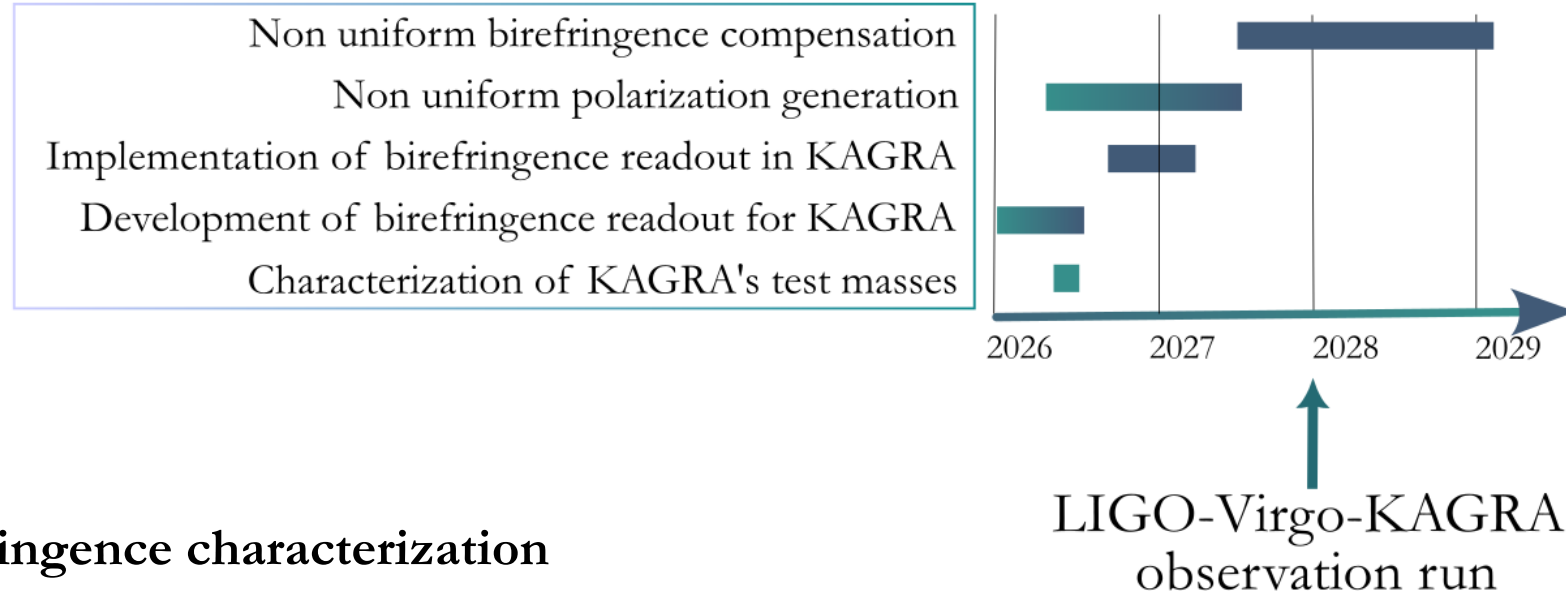 Non uniform birefringence compensation
Non uniform polarization generation
Implementation of birefringence readout in KAGRA
Development of birefringence readout for KAGRA
Characterization of KAGRA's test masses
2026 2027 2028 2029
LIGO-Virgo-KAGRA
observation run
characterization